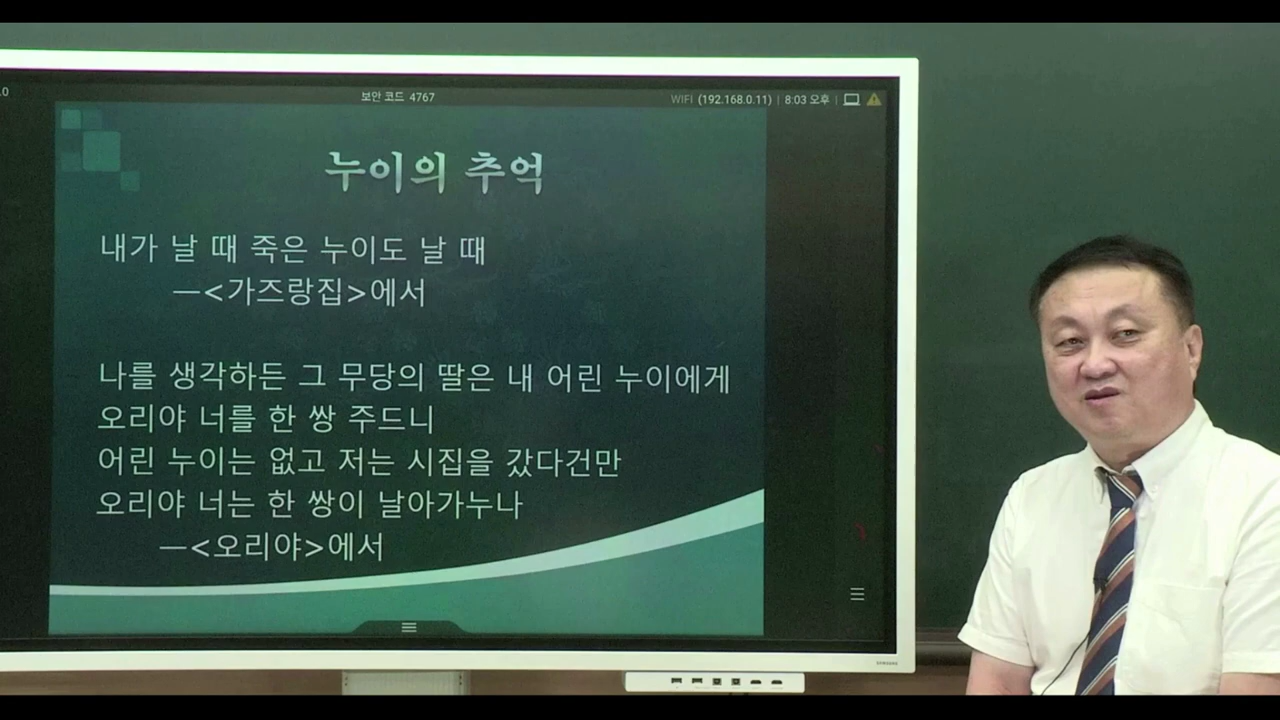 .0
보안 코드 4767
WIFI (192.168.0.11) | 8:03 오후
누이의 추억
내가 날 때 죽은 누이도 날 때
—<가즈랑집>에서
나를 생각하든 그 무당의 딸은 내 어린 누이에게
오리야 너를 한 쌍 주드니
어린 누이는 없고 저는 시집을 갔다건만
오리야 너는 한 쌍이 날아가누나
—<오리야>에서
SAMSUNG